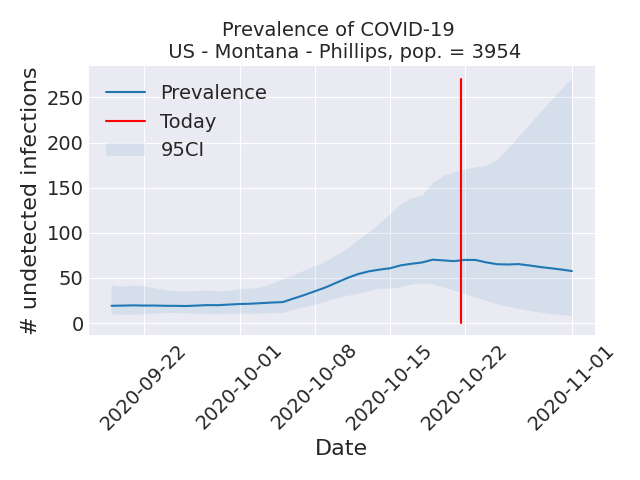 Prevalence of COVID-19
US - Montana - Phillips, pop. = 3954
# undetected infections
250
200
150
100
50
0
Prevalence
Today
95CI
2020-09-22
2020-10-01
2020-10-08
2020-10-15
2020-10-22
2020-11-01
Date